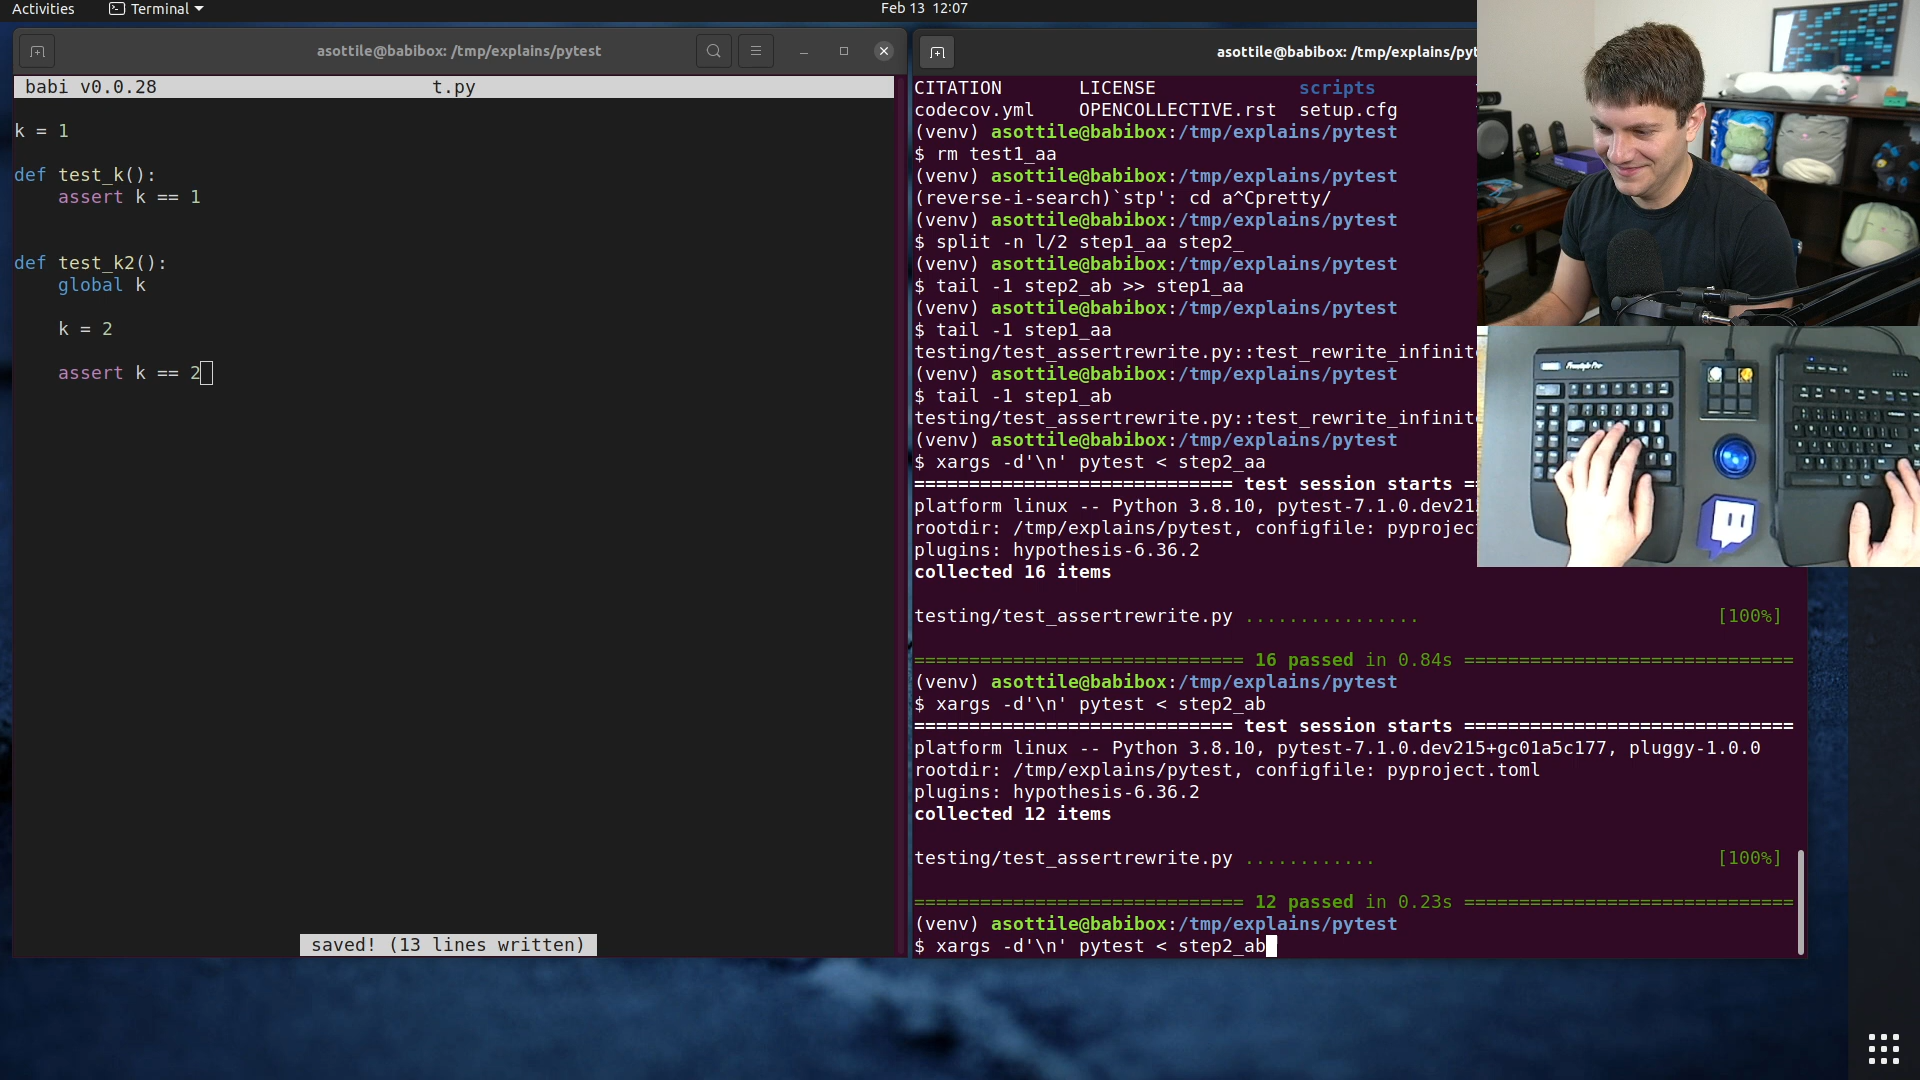 Activities
Terminal
Feb 13 12:07
asottile@babibox: /tmp/explains/pytest
babi v0.0.28 t.py
k = 1
def test_k():
    assert k == 1
def test_k2():
    global k
    k = 2
    assert k == 2
saved! (13 lines written)
asottile@babibox: /tmp/explains/pyt
CITATION LICENSE scripts
codecov.yml OPENCOLLECTIVE.rst setup.cfg
(venv) asottile@babibox:/tmp/explains/pytest
$ rm test1_aa
(venv) asottile@babibox:/tmp/explains/pytest
(reverse-i-search)`stp': cd a^Cpretty/
(venv) asottile@babibox:/tmp/explains/pytest
$ split -n l/2 step1_aa step2_
(venv) asottile@babibox:/tmp/explains/pytest
$ tail -1 step2_ab >> step1_aa
(venv) asottile@babibox:/tmp/explains/pytest
$ tail -1 step1_aa
testing/test_assertrewrite.py::test_rewrite_infinit
(venv) asottile@babibox:/tmp/explains/pytest
$ tail -1 step1_ab
testing/test_assertrewrite.py::test_rewrite_infinit
(venv) asottile@babibox:/tmp/explains/pytest
$ xargs -d'\n' pytest < step2_aa
============================= test session starts =
platform linux -- Python 3.8.10, pytest-7.1.0.dev21
rootdir: /tmp/explains/pytest, configfile: pyprojec
plugins: hypothesis-6.36.2
collected 16 items
testing/test_assertrewrite.py ................ [100%]
============================== 16 passed in 0.84s ==============================
(venv) asottile@babibox:/tmp/explains/pytest
$ xargs -d'\n' pytest < step2_ab
============================= test session starts ==============================
platform linux -- Python 3.8.10, pytest-7.1.0.dev215+gc01a5c177, pluggy-1.0.0
rootdir: /tmp/explains/pytest, configfile: pyproject.toml
plugins: hypothesis-6.36.2
collected 12 items
testing/test_assertrewrite.py ............ [100%]
============================== 12 passed in 0.23s ==============================
(venv) asottile@babibox:/tmp/explains/pytest
$ xargs -d'\n' pytest < step2_ab
Freestyle Pro